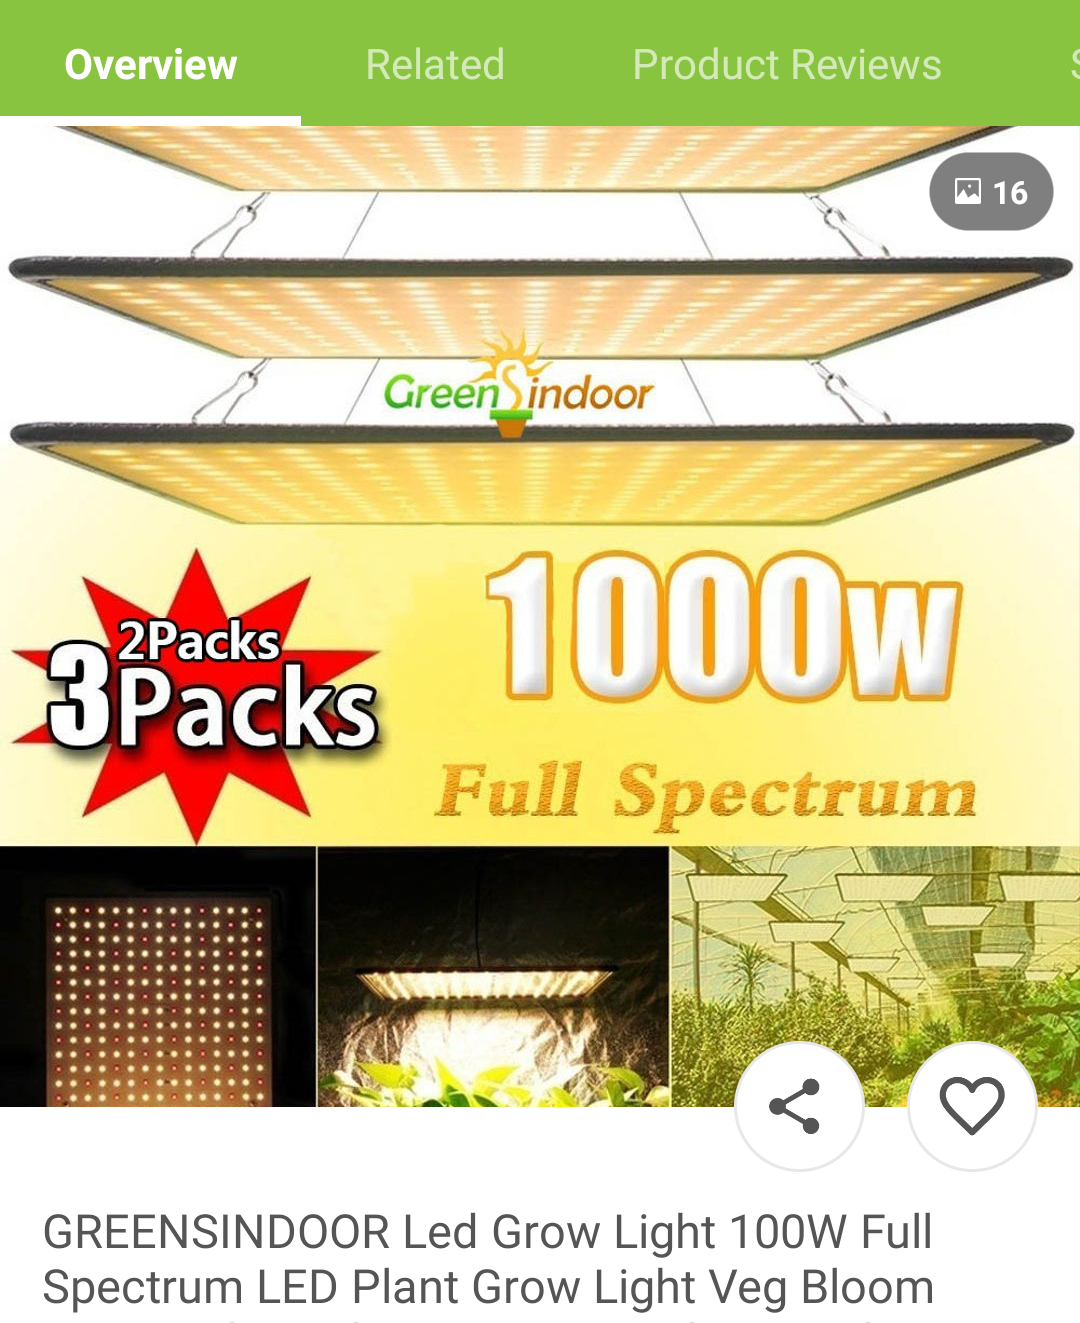 Overview Related Product Reviews
16
GreenSindoor
2Packs
3Packs
1000W
Full Spectrum
GREENSINDOOR Led Grow Light 100W Full
Spectrum LED Plant Grow Light Veg Bloom